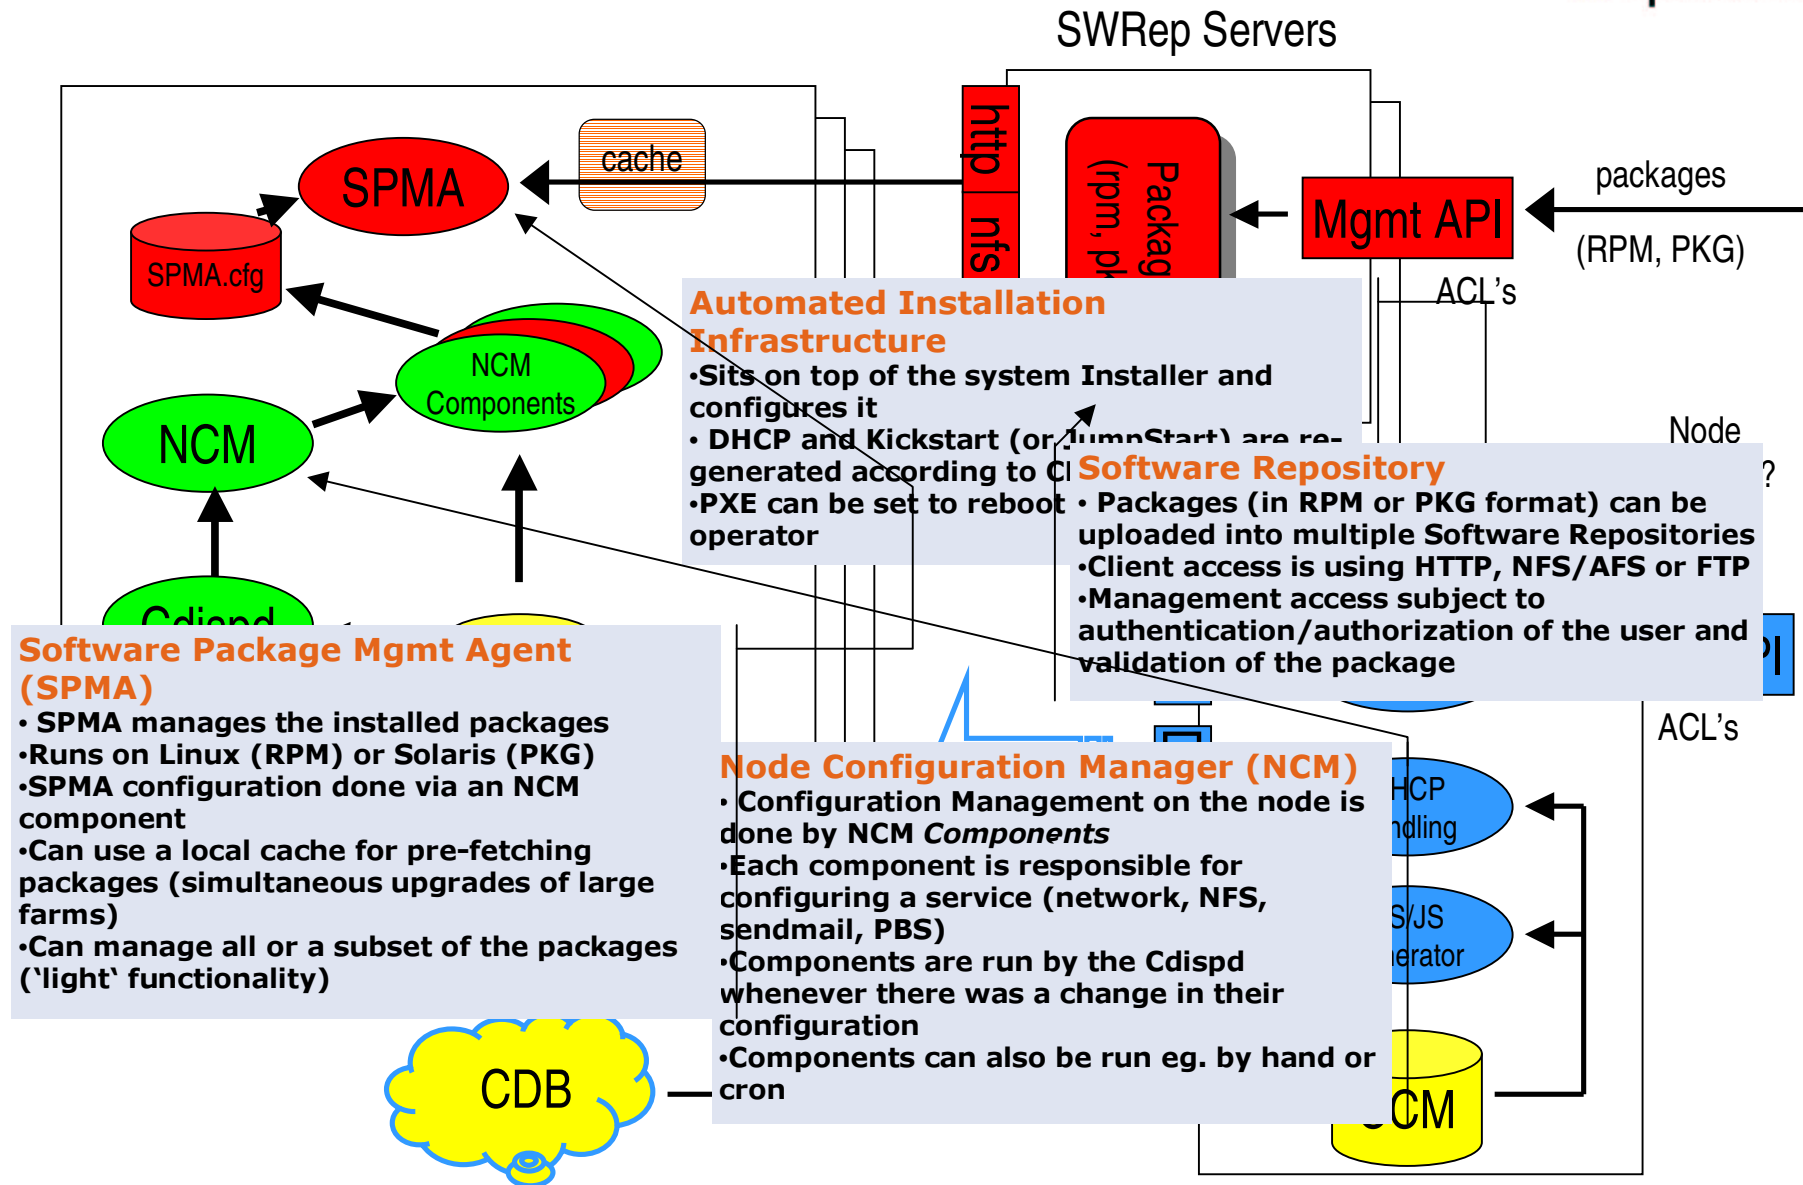 SWRep Servers
http
nfs
cache
SPMA
SPMA.cfg
packages
(RPM, PKG)
Mgmt API
ACL's
NCM
Components
NCM
Cdispd
Node
?
Automated Installation
Infrastructure
•Sits on top of the system Installer and
configures it
• DHCP and Kickstart (or JumpStart) are re-
generated according to
•PXE can be set to reboot
operator
Software Repository
• Packages (in RPM or PKG format) can be
uploaded into multiple Software Repositories
•Client access is using HTTP, NFS/AFS or FTP
•Management access subject to
authentication/authorization of the user and
validation of the package
ACL's
Software Package Mgmt Agent
(SPMA)
• SPMA manages the installed packages
•Runs on Linux (RPM) or Solaris (PKG)
•SPMA configuration done via an NCM
component
•Can use a local cache for pre-fetching
packages (simultaneous upgrades of large
farms)
•Can manage all or a subset of the packages
(‘light‘ functionality)
Node Configuration Manager (NCM)
• Configuration Management on the node is
done by NCM Components
•Each component is responsible for
configuring a service (network, NFS,
sendmail, PBS)
•Components are run by the Cdispd
whenever there was a change in their
configuration
•Components can also be run eg. by hand or
cron
CDB